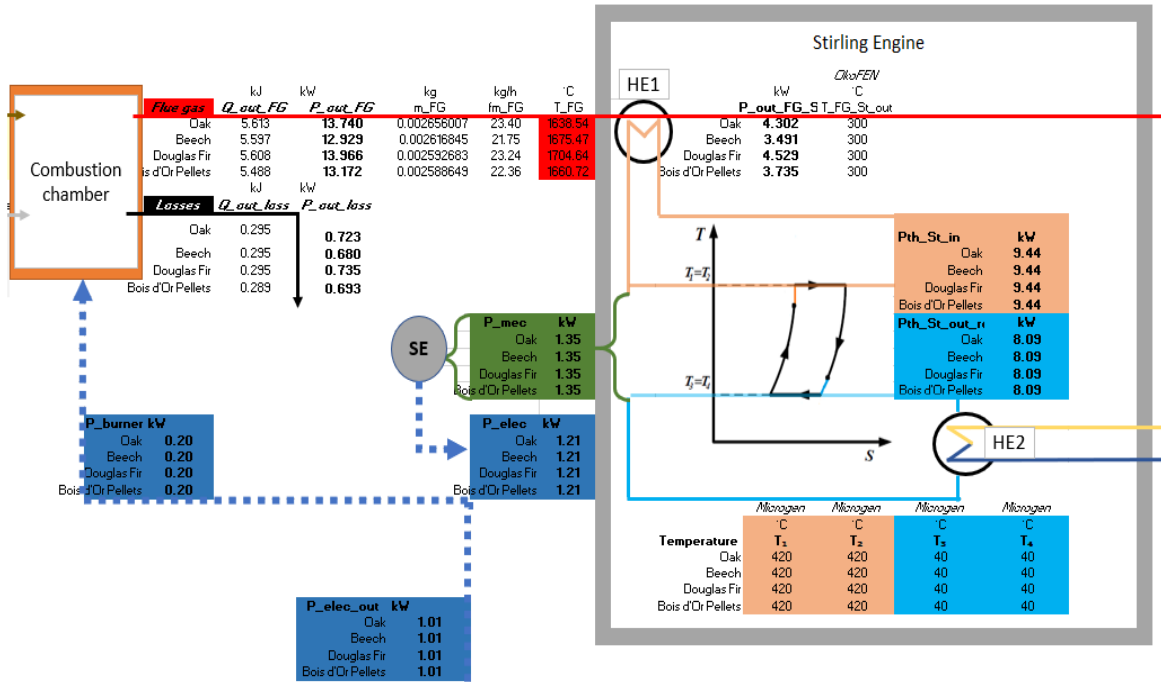 Stirling Engine
ÖkoFEN
HE1
kJ kW kg kg/h °C kW
Flue gas Q_out_FG P_out_FG m_FG fm_FG T_FG P_out_FG_S T_FG_St_out
Oak 5.613 13.740 0.002656007 23.40 1638.54 Oak 4.302 300
Beech 5.597 12.929 0.002616845 21.75 1675.47 Beech 3.491 300
Douglas Fir 5.608 13.966 0.002592683 23.24 1704.64 Douglas Fir 4.529 300
is d'Or Pellets 5.488 13.172 0.002588649 22.36 1660.72 Bois d'Or Pellets 3.735 300
Combustion
chamber
kJ kW
Losses Q_out_loss P_out_loss
Oak 0.295 0.723
Beech 0.295 0.680
Douglas Fir 0.295 0.735
Bois d'Or Pellets 0.289 0.693
T
T₁=T₂
T₃=T₄
S
Pth_St_in kW
Oak 9.44
Beech 9.44
Douglas Fir 9.44
Bois d'Or Pellets 9.44
Pth_St_out_re kW
Oak 8.09
Beech 8.09
Douglas Fir 8.09
Bois d'Or Pellets 8.09
SE
P_mec kW
Oak 1.35
Beech 1.35
Douglas Fir 1.35
Bois d'Or Pellets 1.35
P_burner kW
Oak 0.20
Beech 0.20
Douglas Fir 0.20
Bois d'Or Pellets 0.20
P_elec kW
Oak 1.21
Beech 1.21
Douglas Fir 1.21
Bois d'Or Pellets 1.21
HE2
Microgen Microgen Microgen Microgen
°C °C °C °C
Temperature T₁ T₂ T₃ T₄
Oak 420 420 40 40
Beech 420 420 40 40
Douglas Fir 420 420 40 40
Bois d'Or Pellets 420 420 40 40
P_elec_out kW
Oak 1.01
Beech 1.01
Douglas Fir 1.01
Bois d'Or Pellets 1.01